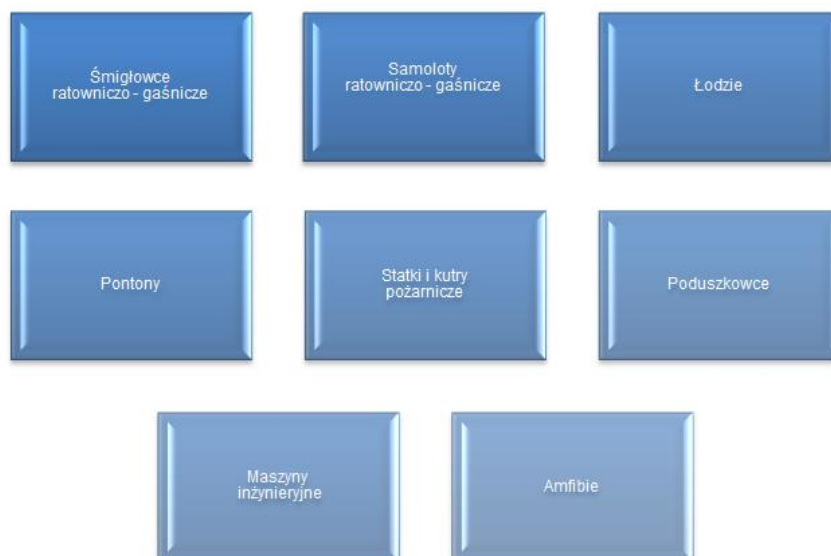 Śmigłowce
ratowniczo - gaśnicze
Samoloty
ratowniczo - gaśnicze
Łodzie
Pontony
Statki i kutry
pożarnicze
Poduszkowce
Maszyny
inżynieryjne
Amfibie